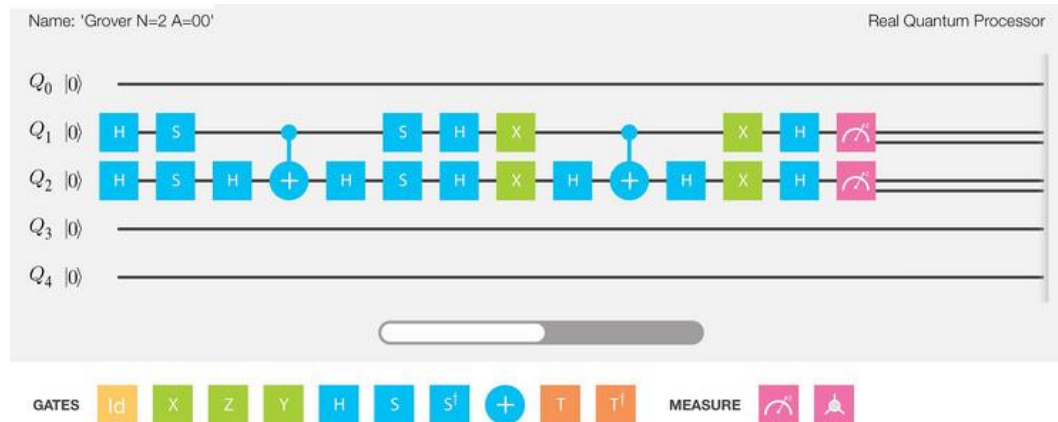 Name: 'Grover N=2 A=00'
Real Quantum Processor
Q₀ |0⟩
Q₁ |0⟩ H S S H X X H
Q₂ |0⟩ H S H + H S H X H + H X H
Q₃ |0⟩
Q₄ |0⟩
GATES Id X Z Y H S S† + T T† MEASURE